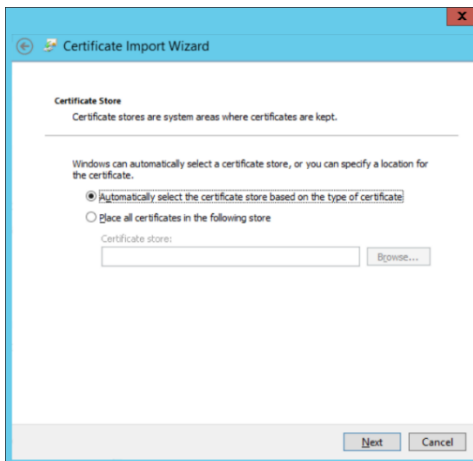 x
Certificate Import Wizard
Certificate Store
Certificate stores are system areas where certificates are kept.
Windows can automatically select a certificate store, or you can specify a location for
the certificate.
Automatically select the certificate store based on the type of certificate
Place all certificates in the following store
Certificate store:
Browse...
Next Cancel